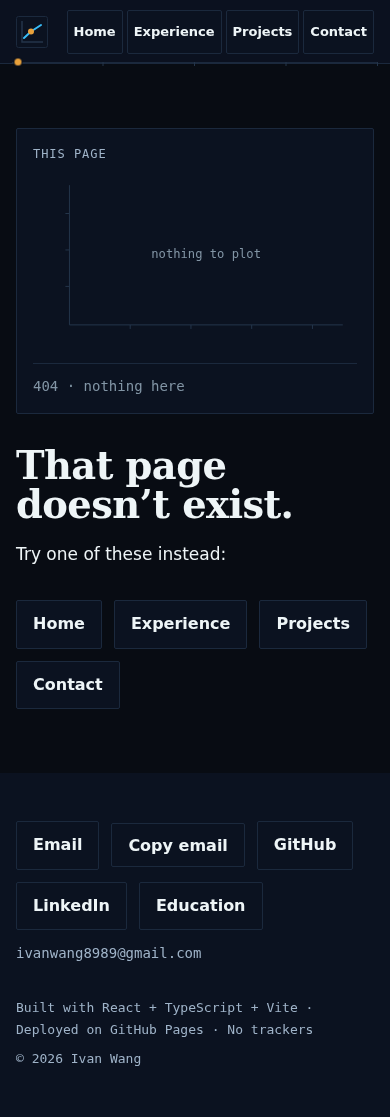 Home Experience Projects Contact
THIS PAGE
nothing to plot
404 · nothing here
That page
doesn’t exist.
Try one of these instead:
Home Experience Projects
Contact
Email Copy email GitHub
LinkedIn Education
ivanwang8989@gmail.com
Built with React + TypeScript + Vite ·
Deployed on GitHub Pages · No trackers
© 2026 Ivan Wang